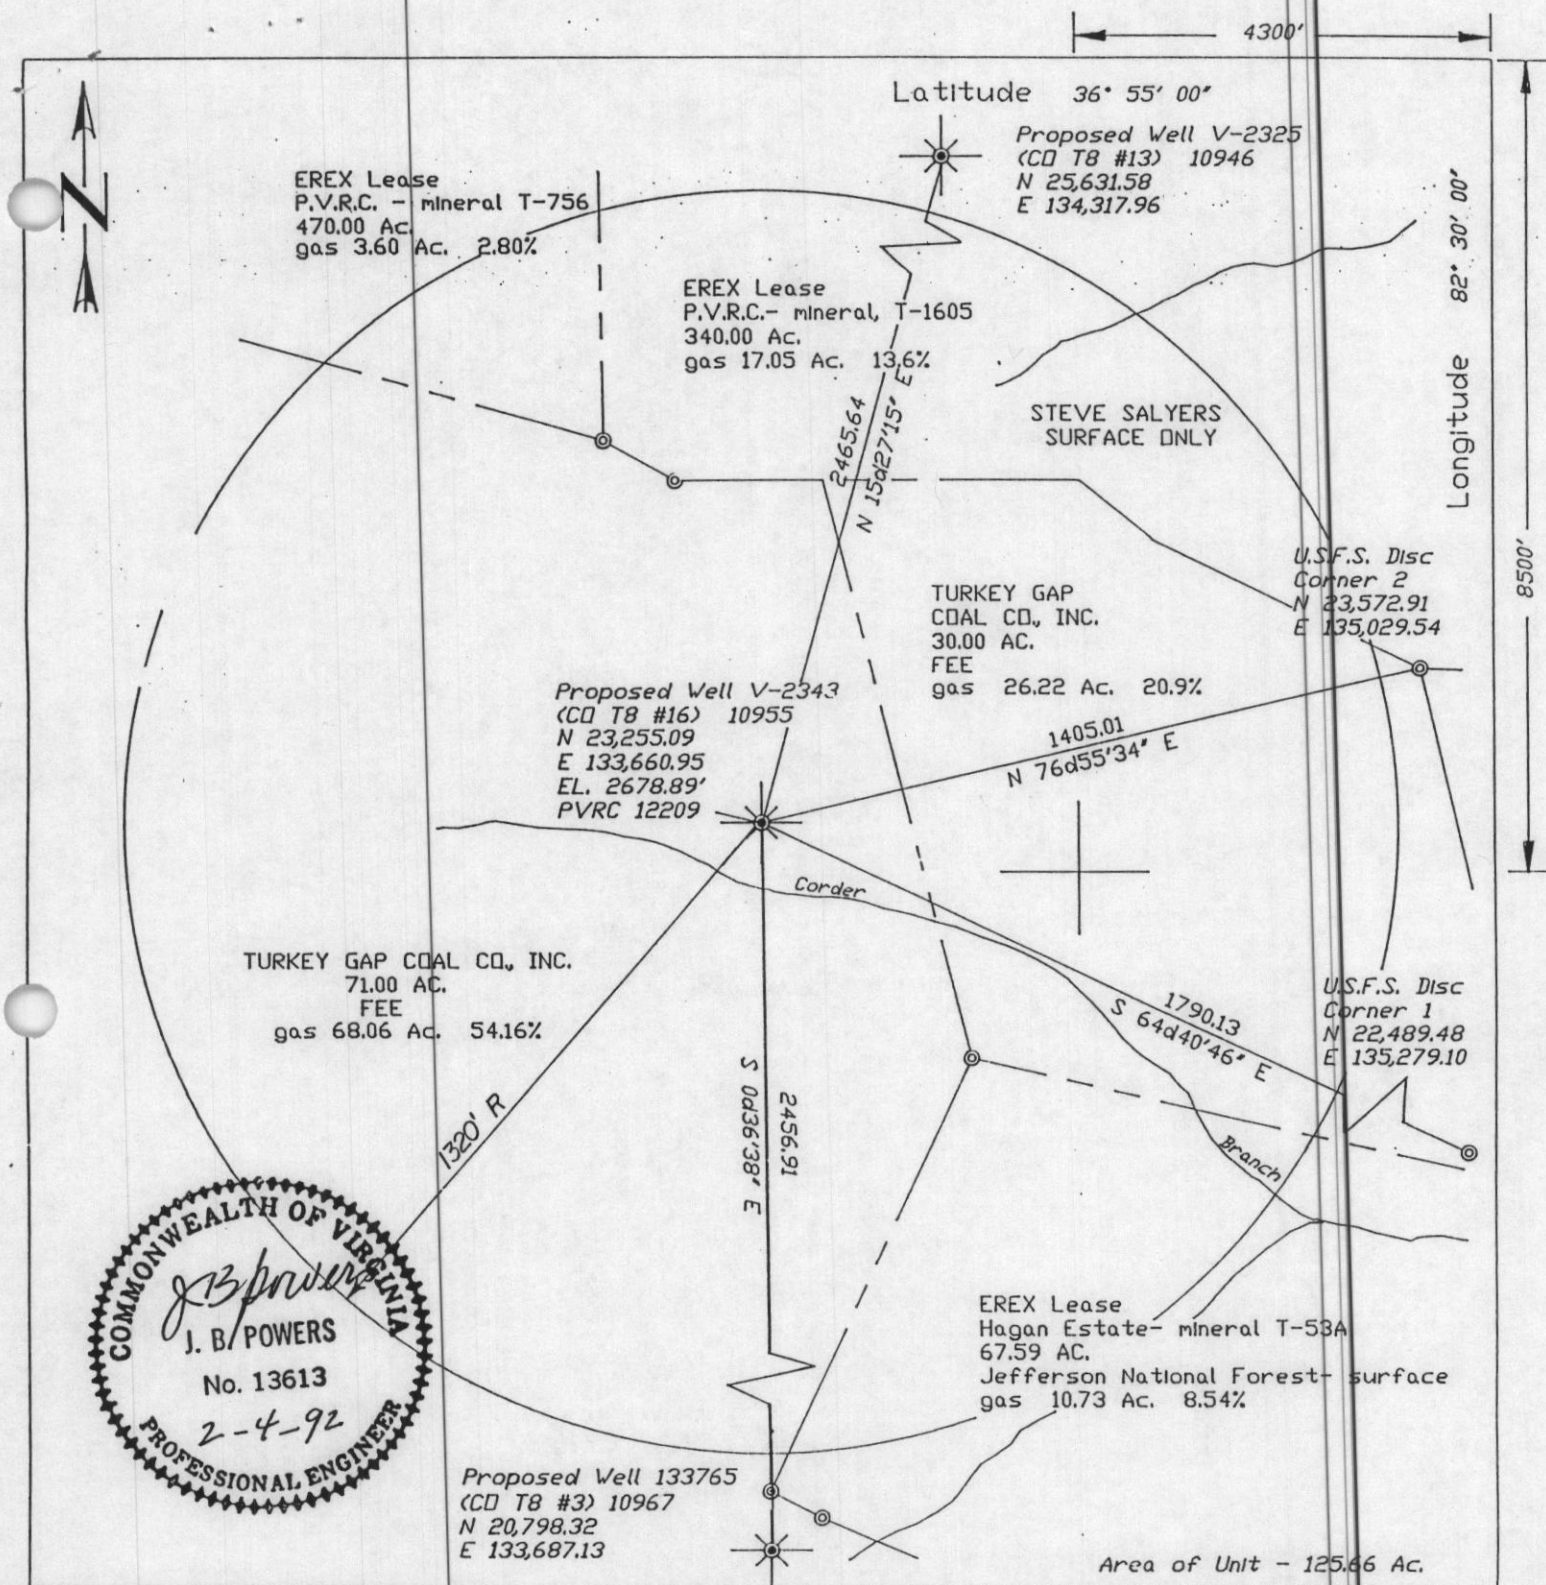 4300'
Latitude 36° 55' 00"
Proposed Well V-2325
(CO T8 #13) 10946
N 25,631.58
E 134,317.96
N
EREX Lease
P.V.R.C. - mineral T-756
470.00 Ac.
gas 3.60 Ac. 2.80%
EREX Lease
P.V.R.C.- mineral, T-1605
340.00 Ac.
gas 17.05 Ac. 13.6%
Longitude 82° 30' 00"
8500'
STEVE SALYERS
SURFACE ONLY
2465.64
N 15d27'15" E
U.S.F.S. Disc
Corner 2
N 23,572.91
E 135,029.54
TURKEY GAP
COAL CO., INC.
30.00 AC.
FEE
gas 26.22 Ac. 20.9%
Proposed Well V-2343
(CO T8 #16) 10955
N 23,255.09
E 133,660.95
EL. 2678.89'
PVRC 12209
1405.01
N 76d55'34" E
Corder
TURKEY GAP COAL CO., INC.
71.00 AC.
FEE
gas 68.06 Ac. 54.16%
1790.13
S 64d40'46" E
U.S.F.S. Disc
Corner 1
N 22,489.48
E 135,279.10
1320' R
2456.91
S 0d36'38" E
Branch
COMMONWEALTH OF VIRGINIA
J B Powers
J. B. POWERS
No. 13613
2-4-92
PROFESSIONAL ENGINEER
EREX Lease
Hagan Estate- mineral T-53A
67.59 AC.
Jefferson National Forest- surface
gas 10.73 Ac. 8.54%
Proposed Well 133765
(CO T8 #3) 10967
N 20,798.32
E 133,687.13
Area of Unit - 125.66 Ac.